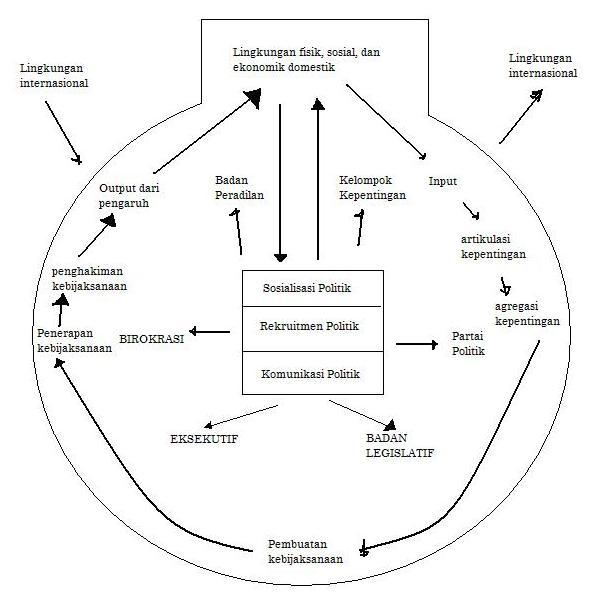 Lingkungan fisik, sosial, dan
ekonomik domestik
Lingkungan
internasional
Lingkungan
internasional
Output dari
pengaruh
Badan
Peradilan
Kelompok
Kepentingan
Input
artikulasi
kepentingan
penghakiman
kebijaksanaan
Sosialisasi Politik
agregasi
kepentingan
Penerapan
kebijaksanaan
BIROKRASI
Rekruitmen Politik
Partai
Politik
Komunikasi Politik
EKSEKUTIF
BADAN
LEGISLATIF
Pembuatan
kebijaksanaan